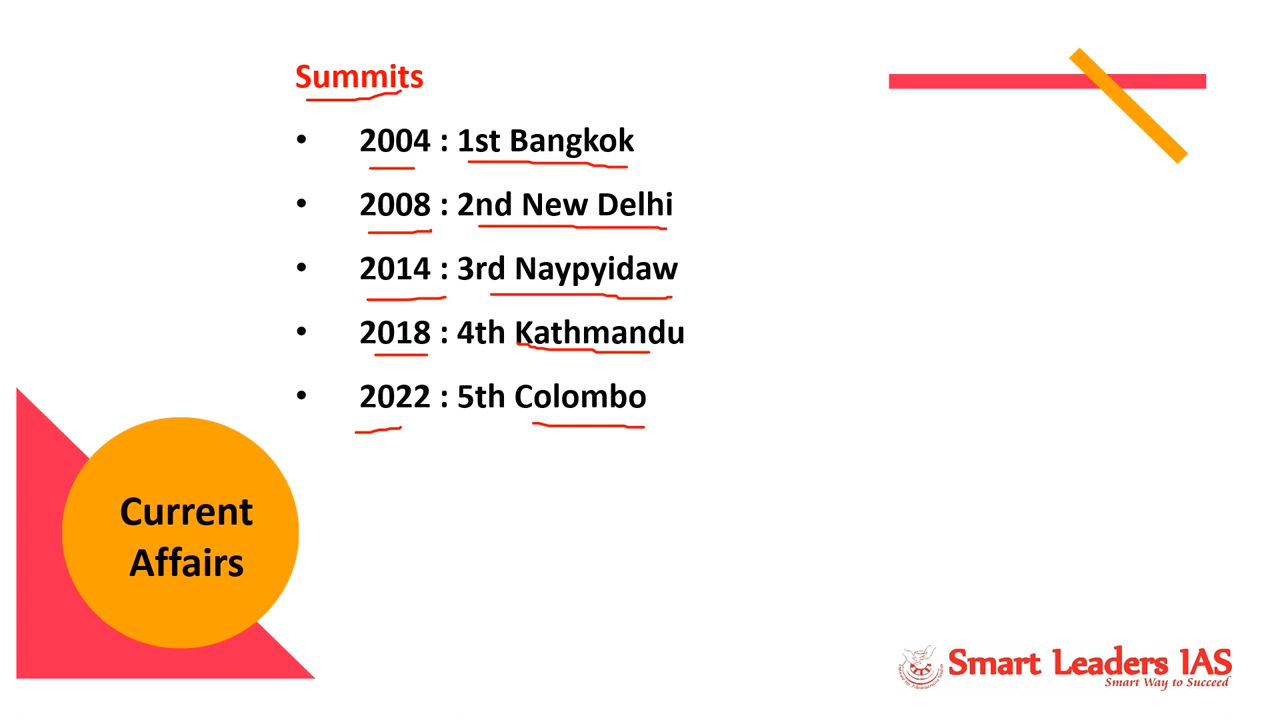 Summits
• 2004 : 1st Bangkok
• 2008 : 2nd New Delhi
• 2014 : 3rd Naypyidaw
• 2018 : 4th Kathmandu
• 2022 : 5th Colombo
Current
Affairs
Smart Leaders IAS
Smart Way to Succeed